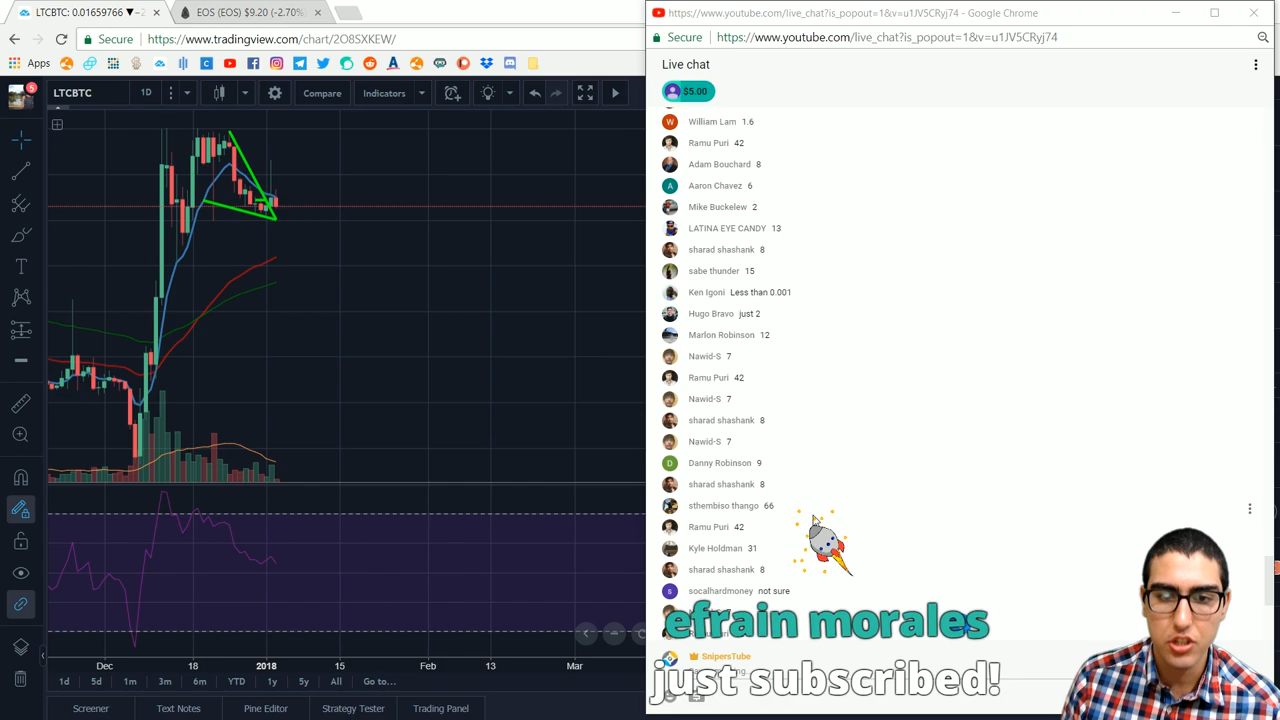 LTCBTC: 0.01659766 ▼−2
EOS (EOS) $9.20 (-2.70%)
https://www.youtube.com/live_chat?is_popout=1&v=u1JV5CRyj74 - Google Chrome
Secure https://www.tradingview.com/chart/2O8SXKEW/
Secure https://www.youtube.com/live_chat?is_popout=1&v=u1JV5CRyj74
Apps
Live chat
5
LTCBTC 1D Compare Indicators
$5.00
W William Lam 1.6
Ramu Puri 42
Adam Bouchard 8
A Aaron Chavez 6
Mike Buckelew 2
LATINA EYE CANDY 13
sharad shashank 8
sabe thunder 15
Ken Igoni Less than 0.001
Hugo Bravo just 2
Marlon Robinson 12
Nawid-S 7
Ramu Puri 42
Nawid-S 7
sharad shashank 8
Nawid-S 7
D Danny Robinson 9
sharad shashank 8
sthembiso thango 66
Ramu Puri 42
Kyle Holdman 31
sharad shashank 8
s socalhardmoney not sure
efrain morales
SnipersTube
just subscribed!
Dec 18 2018 15 Feb 13 Mar
1d 5d 1m 3m 6m YTD 1y 5y All Go to...
Screener Text Notes Pine Editor Strategy Tester Trading Panel